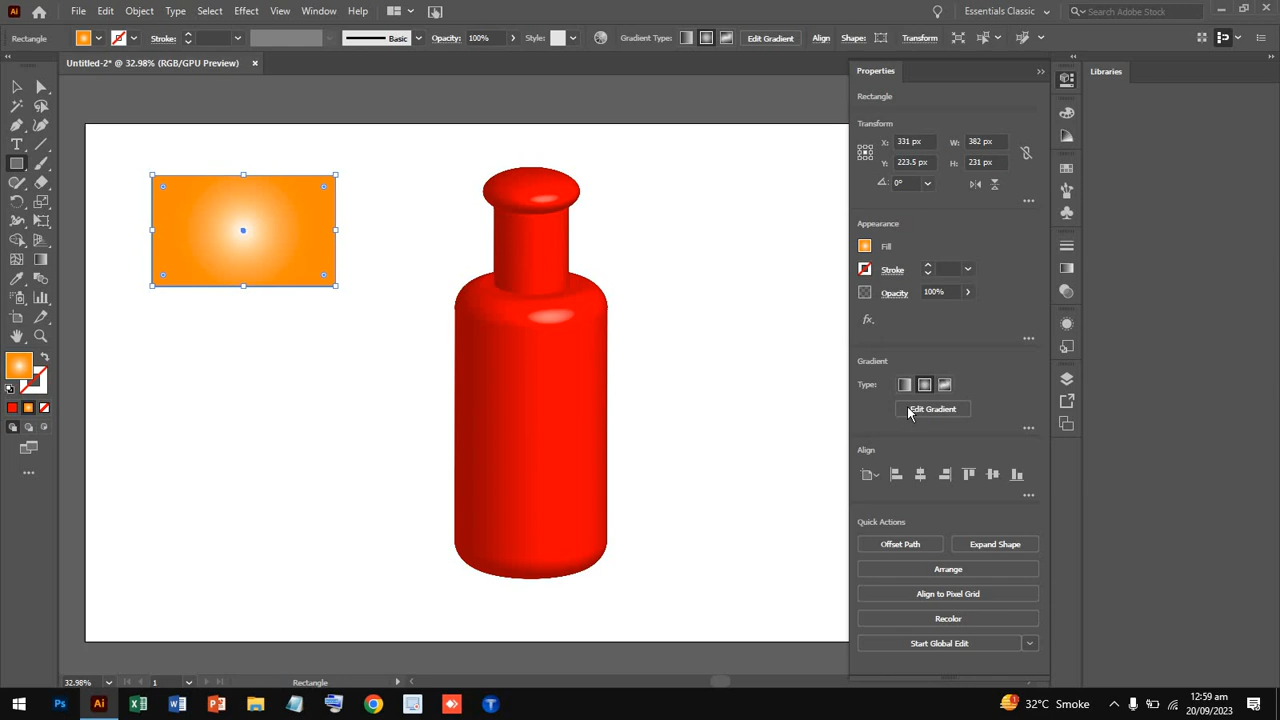 Ai File Edit Object Type Select Effect View Window Help Essentials Classic Search Adobe Stock
Rectangle Stroke: Basic Opacity: 100% Style: Gradient Type: Edit Gradient Align Shape: Transform
Untitled-2* @ 32.98% (RGB/GPU Preview)
Properties
Libraries
Rectangle
Transform
X: 331 px W: 382 px
Y: 223.5 px H: 231 px
0°
Appearance
Fill
Stroke
Opacity 100%
fx.
Gradient
Type:
Edit Gradient
Align
Quick Actions
Offset Path Expand Shape
Arrange
Align to Pixel Grid
Recolor
Start Global Edit
32.98% 1 Rectangle
Ps Ai T 32°C Smoke 12:59 am
20/09/2023